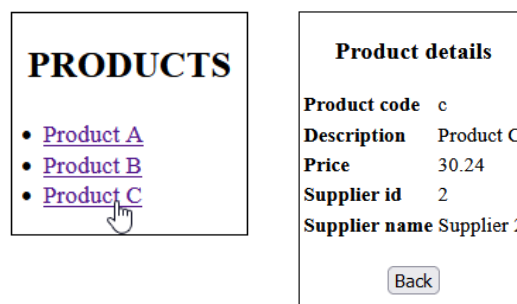 PRODUCTS
Product A
Product B
Product C
Product details
Product code c
Description Product C
Price 30.24
Supplier id 2
Supplier name Supplier 2
Back